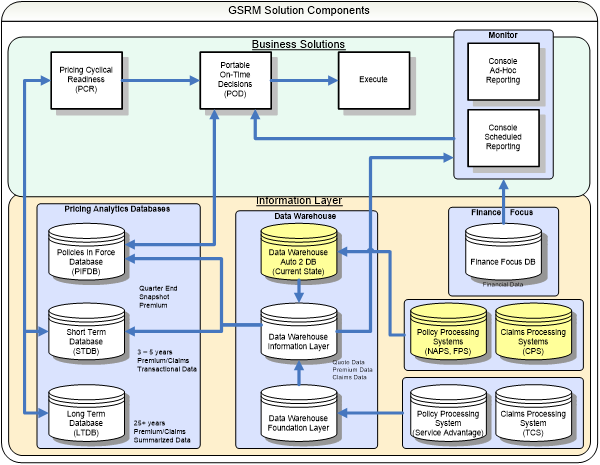 GSRM Solution Components
Business Solutions
Monitor
Pricing Cyclical
Readiness
(PCR)
Portable
On-Time
Decisions
(POD)
Execute
Console
Ad-Hoc
Reporting
Console
Scheduled
Reporting
Information Layer
Pricing Analytics Databases
Policies In Force
Database
(PIFDB)
Quarter End
Snapshot
Premium
Short Term
Database
(STDB)
3 – 5 years
Premium/Claims
Transactional Data
Long Term
Database
(LTDB)
25+ years
Premium/Claims
Summarized Data
Data Warehouse
Data Warehouse
Auto 2 DB
(Current State)
Data Warehouse
Information Layer
Quote Data
Premium Data
Claims Data
Data Warehouse
Foundation Layer
Finance Focus
Finance Focus DB
Financial Data
Policy Processing
Systems
(NAPS, FPS)
Claims Processing
Systems
(CPS)
Policy Processing
System
(Service Advantage)
Claims Processing
System
(TCS)